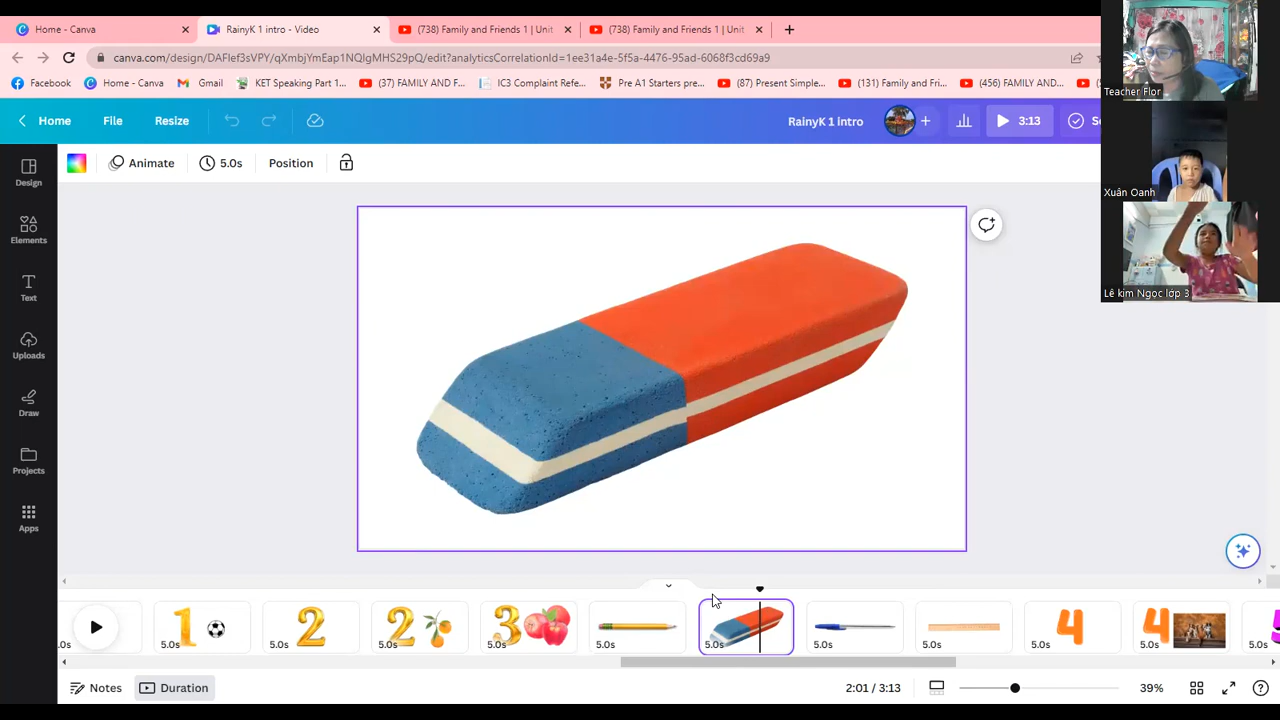 Home - Canva
RainyK 1 intro - Video
(738) Family and Friends 1 | Unit
(738) Family and Friends 1 | Unit
canva.com/design/DAFIef3sVPY/qXmbjYmEap1NQIgMHS29pQ/edit?analyticsCorrelationId=1ee31a4e-5f5a-4476-95ab-6068f3cd69a9
Facebook
Home - Canva
Gmail
KET Speaking Part 1...
(37) FAMILY AND F...
IC3 Complaint Refe...
Pre A1 Starters pre...
(87) Present Simple...
(131) Family and Fri...
(456) FAMILY AND...
Home
File
Resize
RainyK 1 intro
3:13
Animate
5.0s
Position
Design
Elements
Text
Uploads
Draw
Projects
Apps
Teacher Flor
Xuân Oanh
Lê kim Ngọc lớp 3
1
2
2
3
4
4
5.0s
5.0s
5.0s
5.0s
5.0s
5.0s
5.0s
5.0s
5.0s
5.0s
5.0s
Notes
Duration
2:01 / 3:13
39%